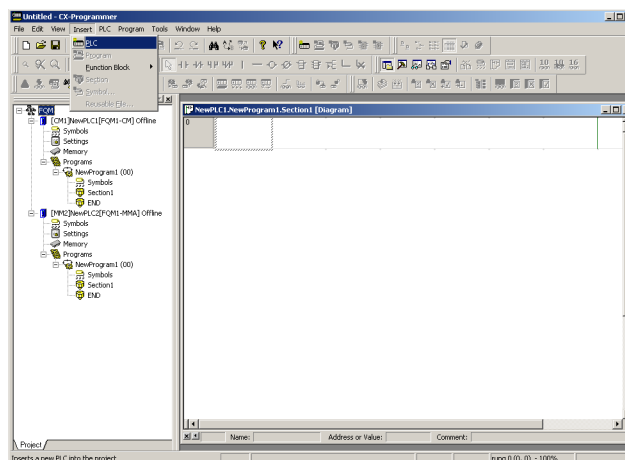 Untitled - CX-Programmer
File Edit View Insert PLC Program Tools Window Help
PLC
Program
Function Block
Section
Symbol...
Reusable File...
10 16
16
NewPLC1.NewProgram1.Section1 [Diagram]
0
FQM
[CM1]NewPLC1[FQM1-CM] Offline
Symbols
Settings
Memory
Programs
NewProgram1 (00)
Symbols
Section1
END
[MM2]NewPLC2[FQM1-MMA] Offline
Symbols
Settings
Memory
Programs
NewProgram1 (00)
Symbols
Section1
END
Project
Name: Address or Value: Comment:
Inserts a new PLC into the project
rung 0 (0, 0) - 100%